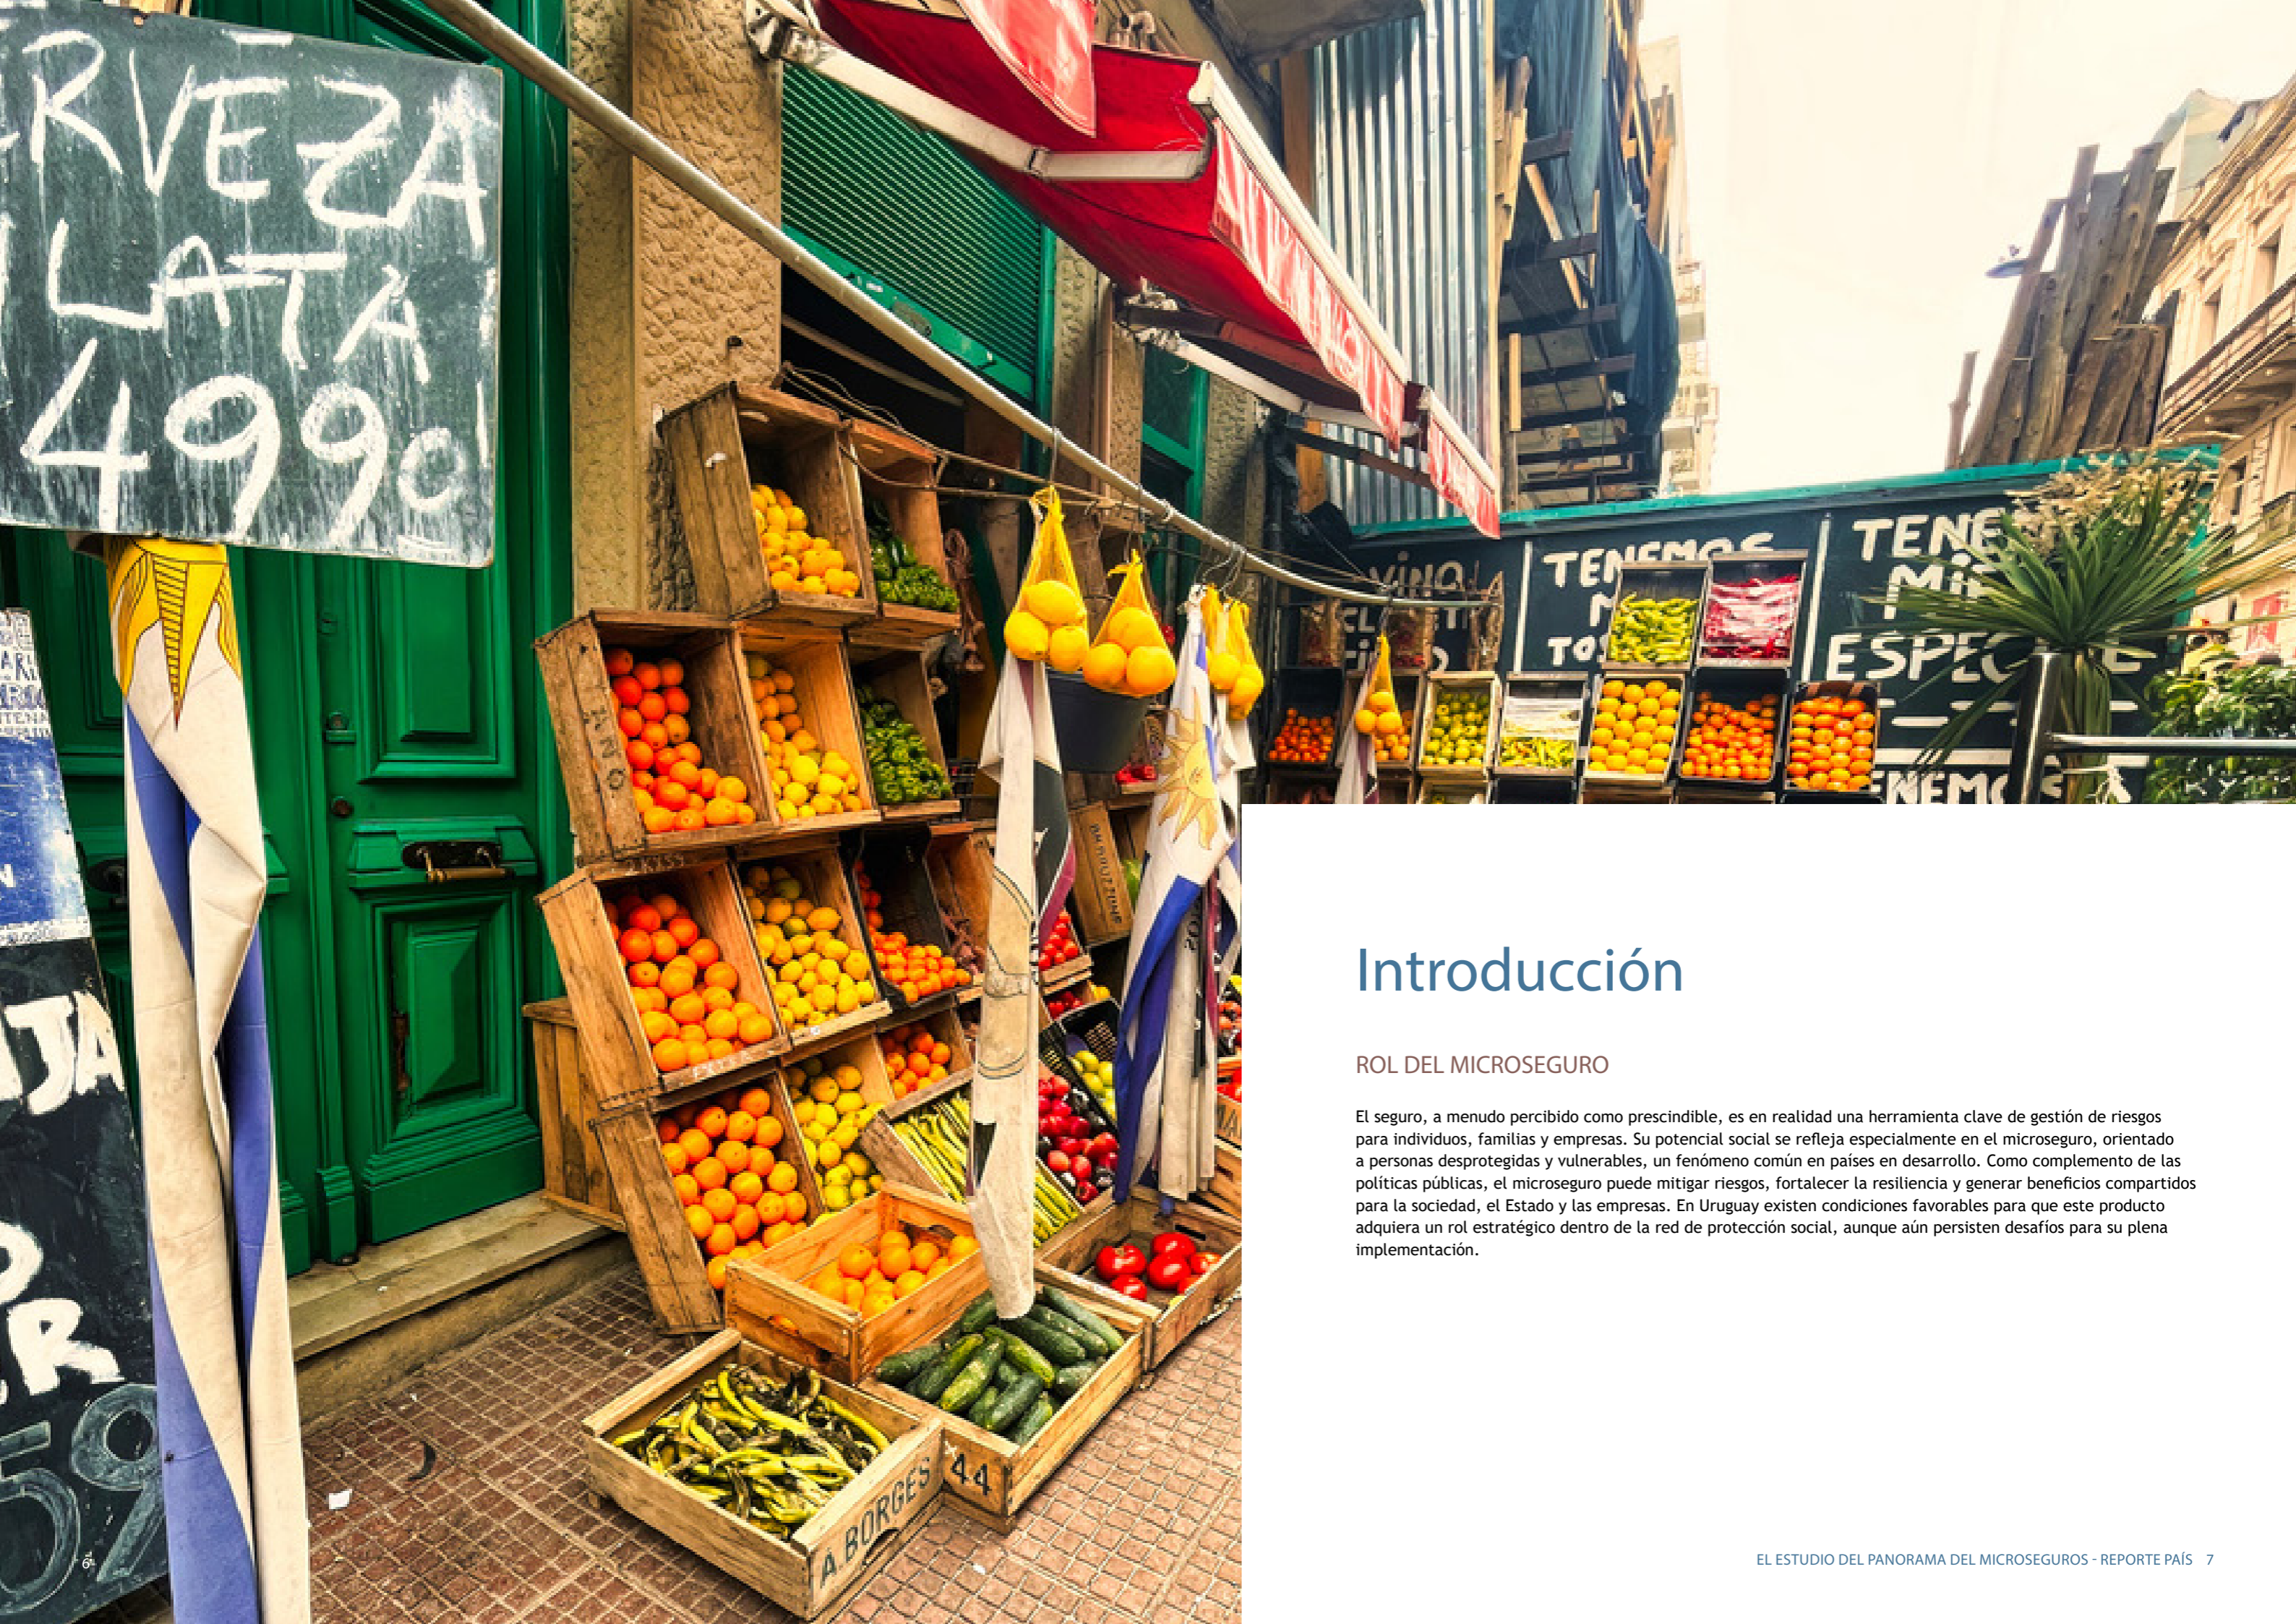 RVEZA
LATA
499c
VINO
TENEMOS
ANO
A.BORGES
44
59
6
Introducción
ROL DEL MICROSEGURO
El seguro, a menudo percibido como prescindible, es en realidad una herramienta clave de gestión de riesgos
para individuos, familias y empresas. Su potencial social se refleja especialmente en el microseguro, orientado
a personas desprotegidas y vulnerables, un fenómeno común en países en desarrollo. Como complemento de las
políticas públicas, el microseguro puede mitigar riesgos, fortalecer la resiliencia y generar beneficios compartidos
para la sociedad, el Estado y las empresas. En Uruguay existen condiciones favorables para que este producto
adquiera un rol estratégico dentro de la red de protección social, aunque aún persisten desafíos para su plena
implementación.
EL ESTUDIO DEL PANORAMA DEL MICROSEGUROS - REPORTE PAÍS 7